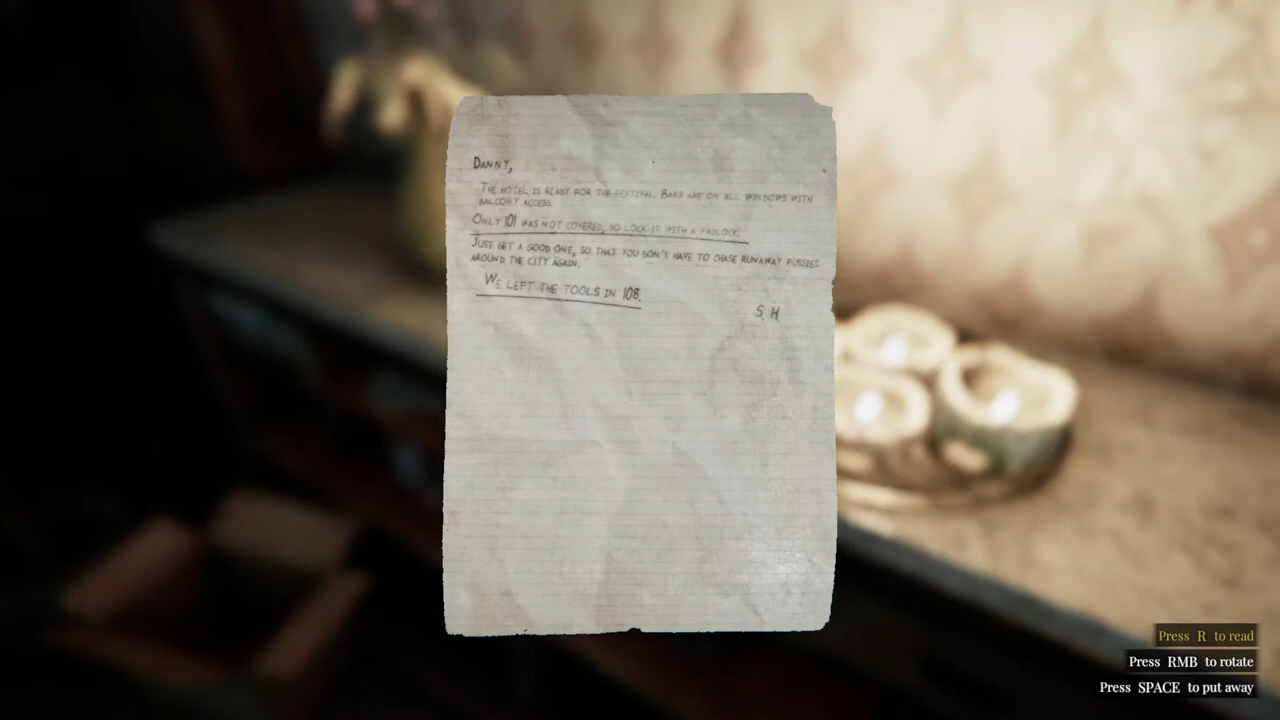 DANNY,
THE HOTEL IS READY FOR THE FESTIVAL. BARS ARE ON ALL WINDOWS WITH
BALCONY ACCESS.
ONLY 101 WAS NOT COVERED, SO LOCK IT WITH A PADLOCK.
JUST GET A GOOD ONE, SO THAT YOU DON'T HAVE TO CHASE RUNAWAY PUSSIES
AROUND THE CITY AGAIN.
WE LEFT THE TOOLS IN 108.
S. H.
Press R to read
Press RMB to rotate
Press SPACE to put away